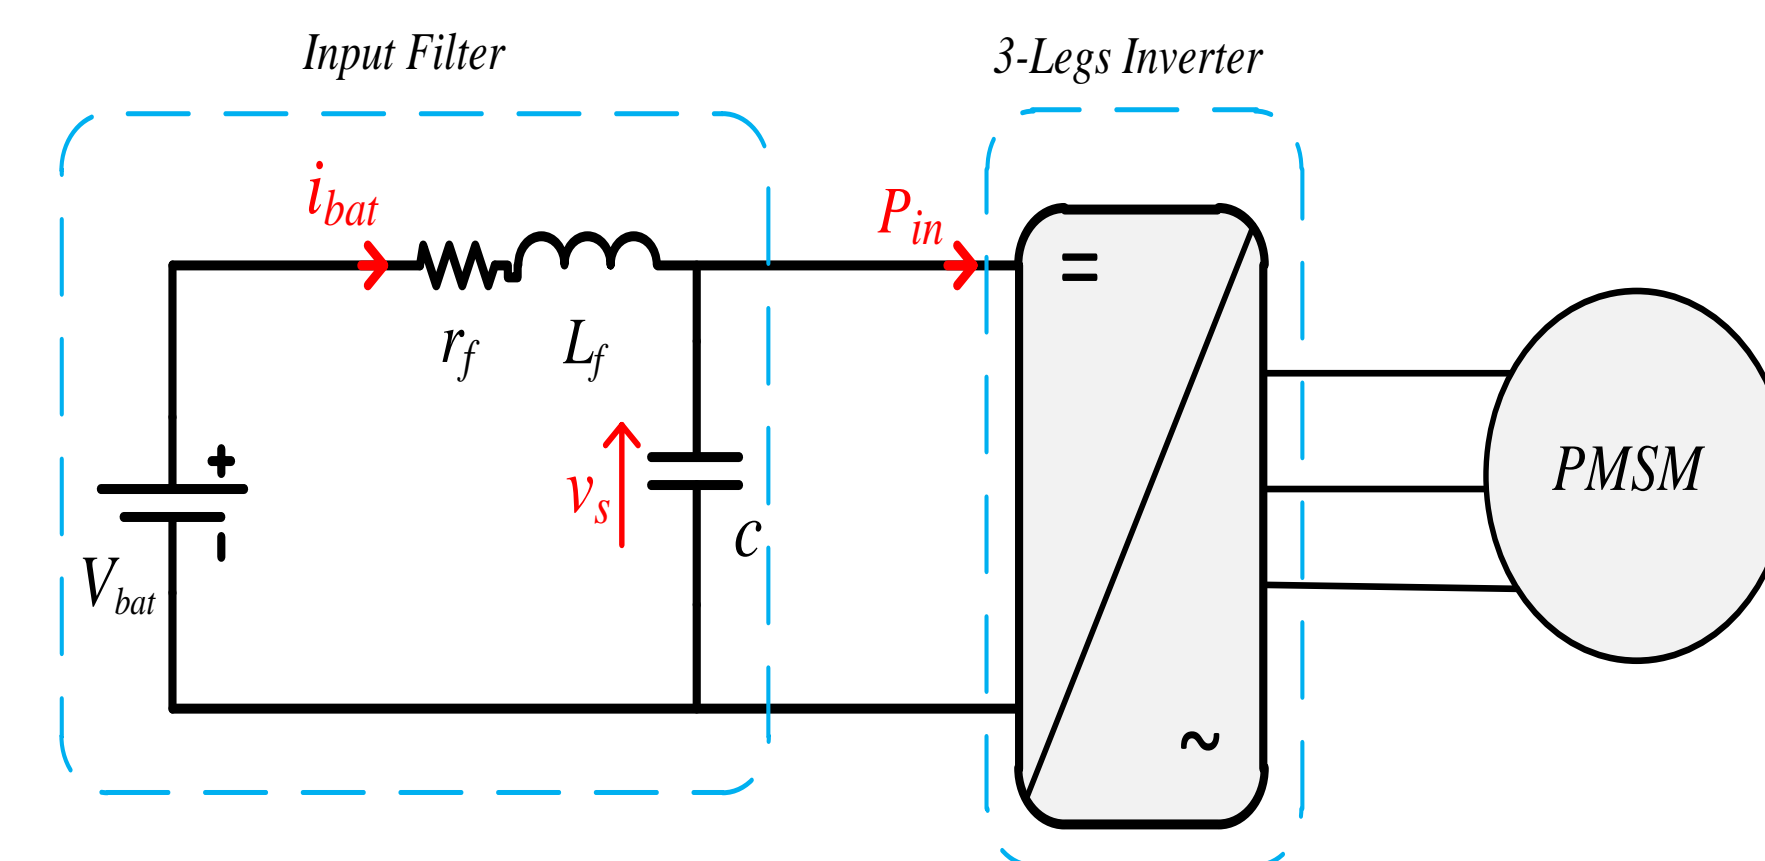 Input Filter
3-Legs Inverter
i_bat
P_in
=
r_f
L_f
+
-
v_s
c
V_bat
PMSM
~